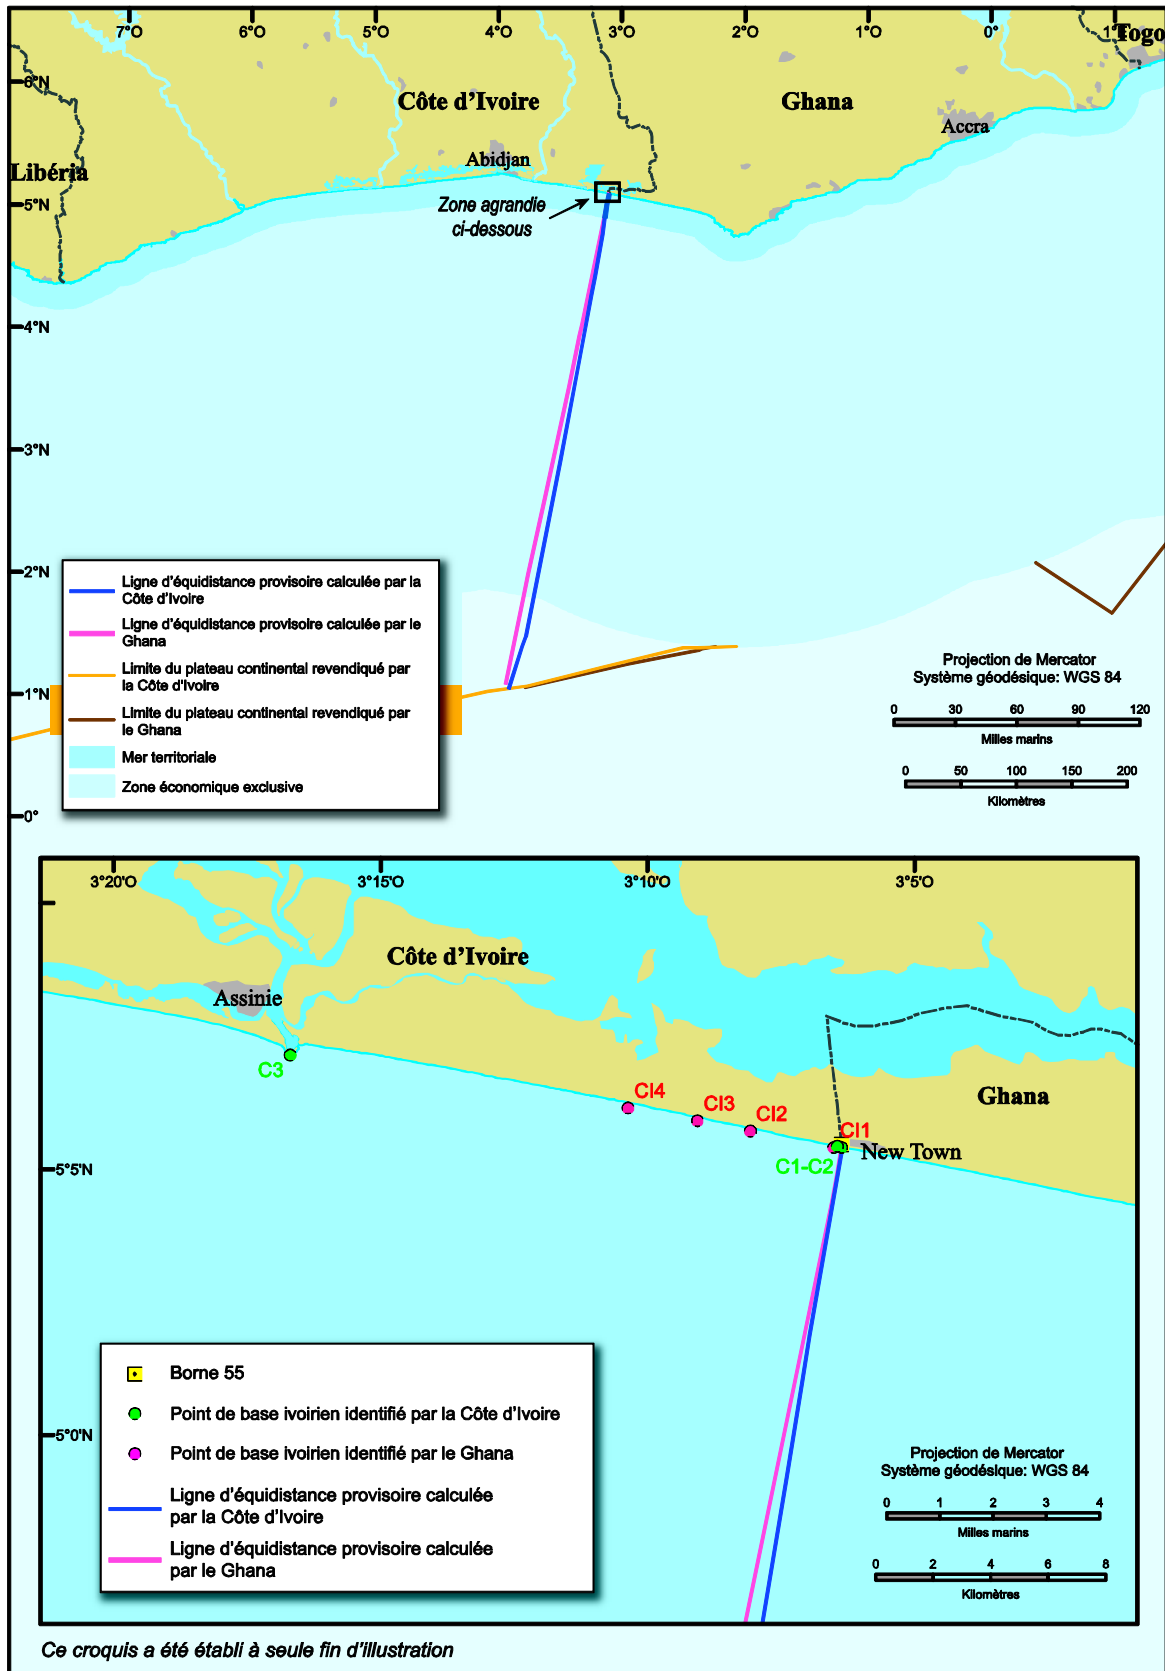 7°O 6°O 5°O 4°O 3°O 2°O 1°O 0° 1°
Togo
6°N
Côte d'Ivoire
Ghana
Accra
Abidjan
Libéria
5°N
Zone agrandie
ci-dessous
4°N
3°N
2°N
Ligne d'équidistance provisoire calculée par la
Côte d'Ivoire
Ligne d'équidistance provisoire calculée par le
Ghana
Limite du plateau continental revendiqué par
la Côte d'Ivoire
Limite du plateau continental revendiqué par
le Ghana
Mer territoriale
Zone économique exclusive
1°N
0°
Projection de Mercator
Système géodésique: WGS 84
0 30 60 90 120
Milles marins
0 50 100 150 200
Kilomètres
3°20'O 3°15'O 3°10'O 3°5'O
Côte d'Ivoire
Assinie
C3
CI4
CI3
CI2
CI1
Ghana
New Town
C1-C2
5°5'N
5°0'N
Borne 55
Point de base ivoirien identifié par la Côte d'Ivoire
Point de base ivoirien identifié par le Ghana
Ligne d'équidistance provisoire calculée
par la Côte d'Ivoire
Ligne d'équidistance provisoire calculée
par le Ghana
Projection de Mercator
Système géodésique: WGS 84
0 1 2 3 4
Milles marins
0 2 4 6 8
Kilomètres
Ce croquis a été établi à seule fin d'illustration